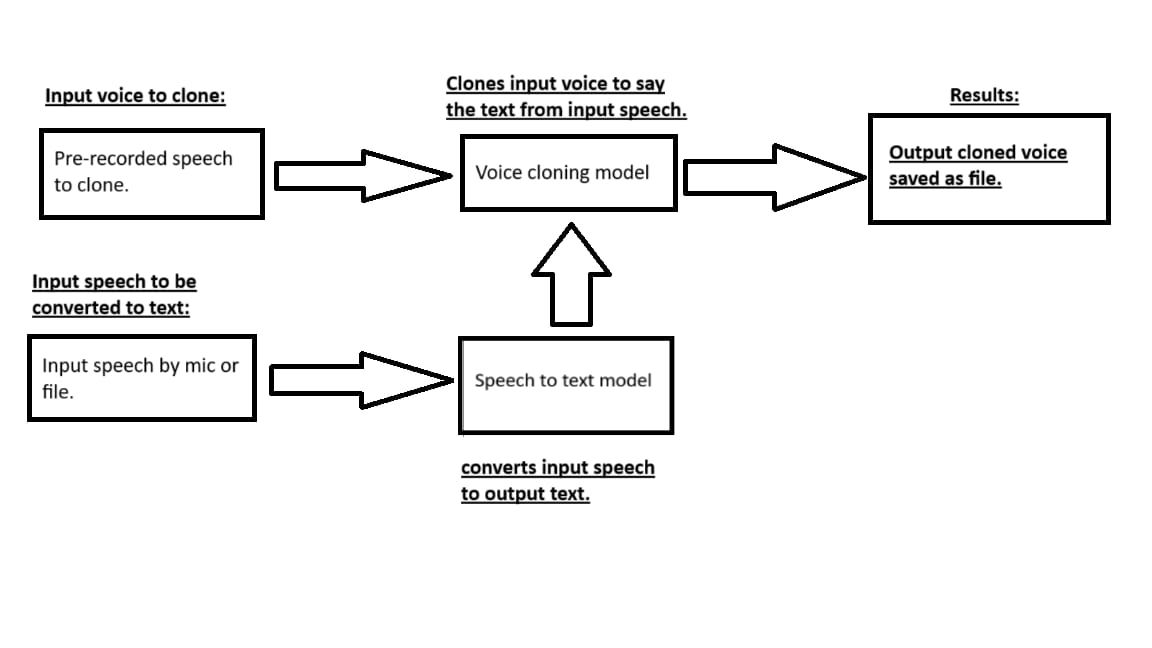 Input voice to clone:
Pre-recorded speech
to clone.
Clones input voice to say
the text from input speech.
Voice cloning model
Results:
Output cloned voice
saved as file.
Input speech to be
converted to text:
Input speech by mic or
file.
Speech to text model
converts input speech
to output text.